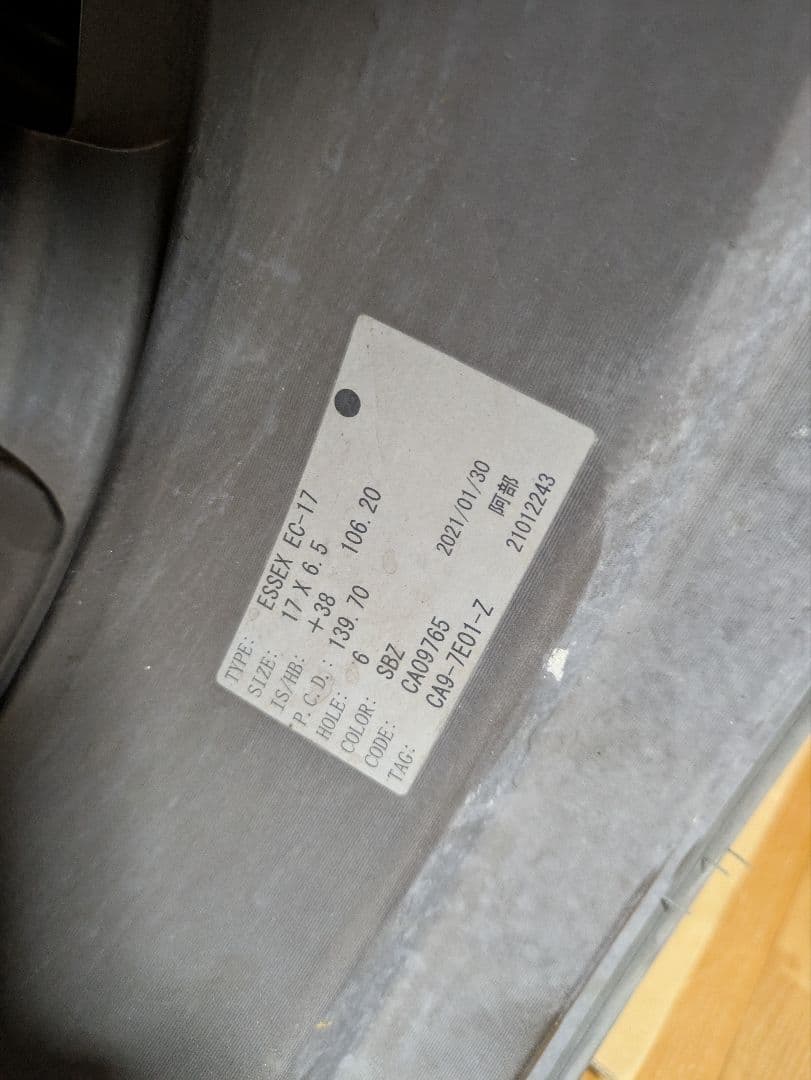 TYPE: ESSEX EC-17
SIZE: 17 X 6.5
IS/HB: +38 106.20
P.C.D.: 139.70
HOLE: 6
COLOR: SBZ 2021/01/30
CODE: CA09765 阿部
TAG: CA9-7E01-Z 21012243